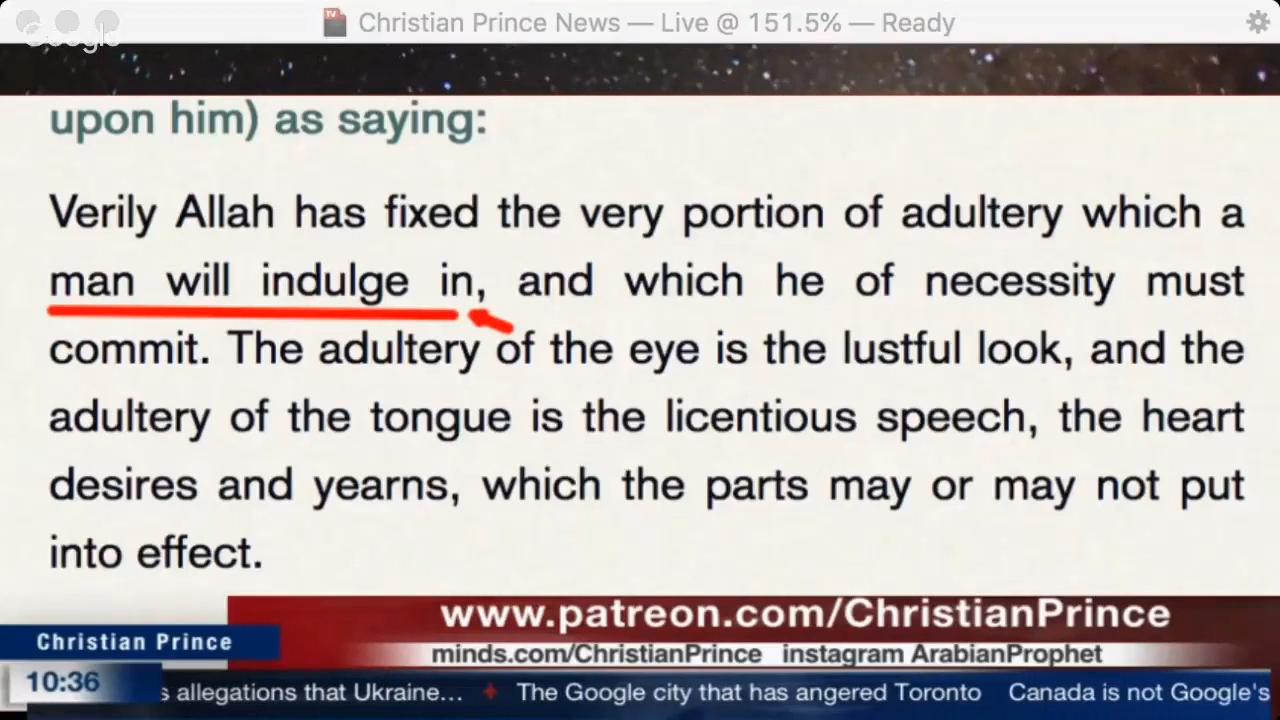 Christian Prince News — Live @ 151.5% — Ready
Google
upon him) as saying:
Verily Allah has fixed the very portion of adultery which a
man will indulge in, and which he of necessity must
commit. The adultery of the eye is the lustful look, and the
adultery of the tongue is the licentious speech, the heart
desires and yearns, which the parts may or may not put
into effect.
www.patreon.com/ChristianPrince
Christian Prince
minds.com/ChristianPrince instagram ArabianProphet
10:36
s allegations that Ukraine... The Google city that has angered Toronto Canada is not Google's